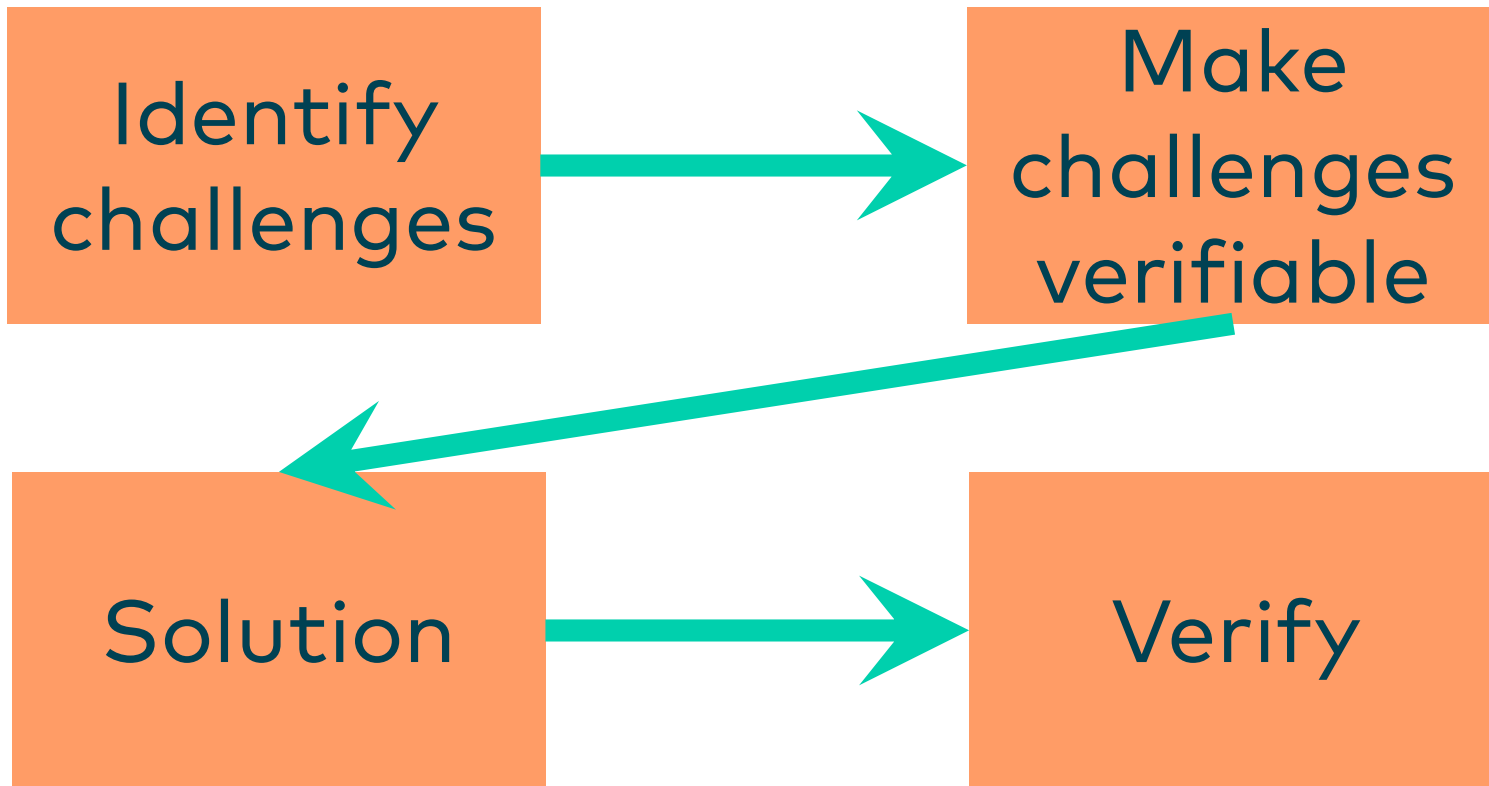 Identify
challenges
Make
challenges
verifiable
Solution
Verify